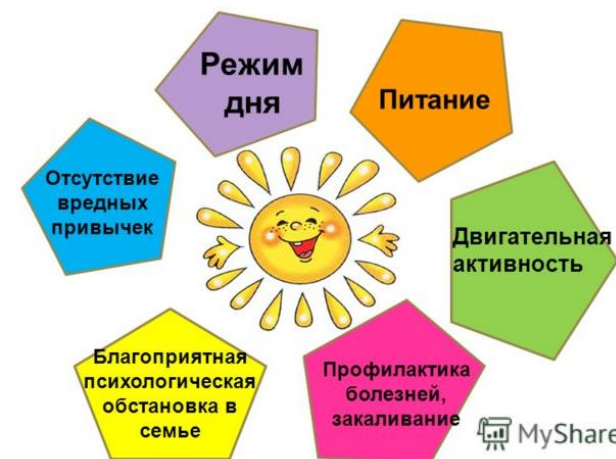 Режим
дня
Питание
Отсутствие
вредных
привычек
Двигательная
активность
Благоприятная
психологическая
обстановка в
семье
Профилактика
болезней,
закаливание
MyShare